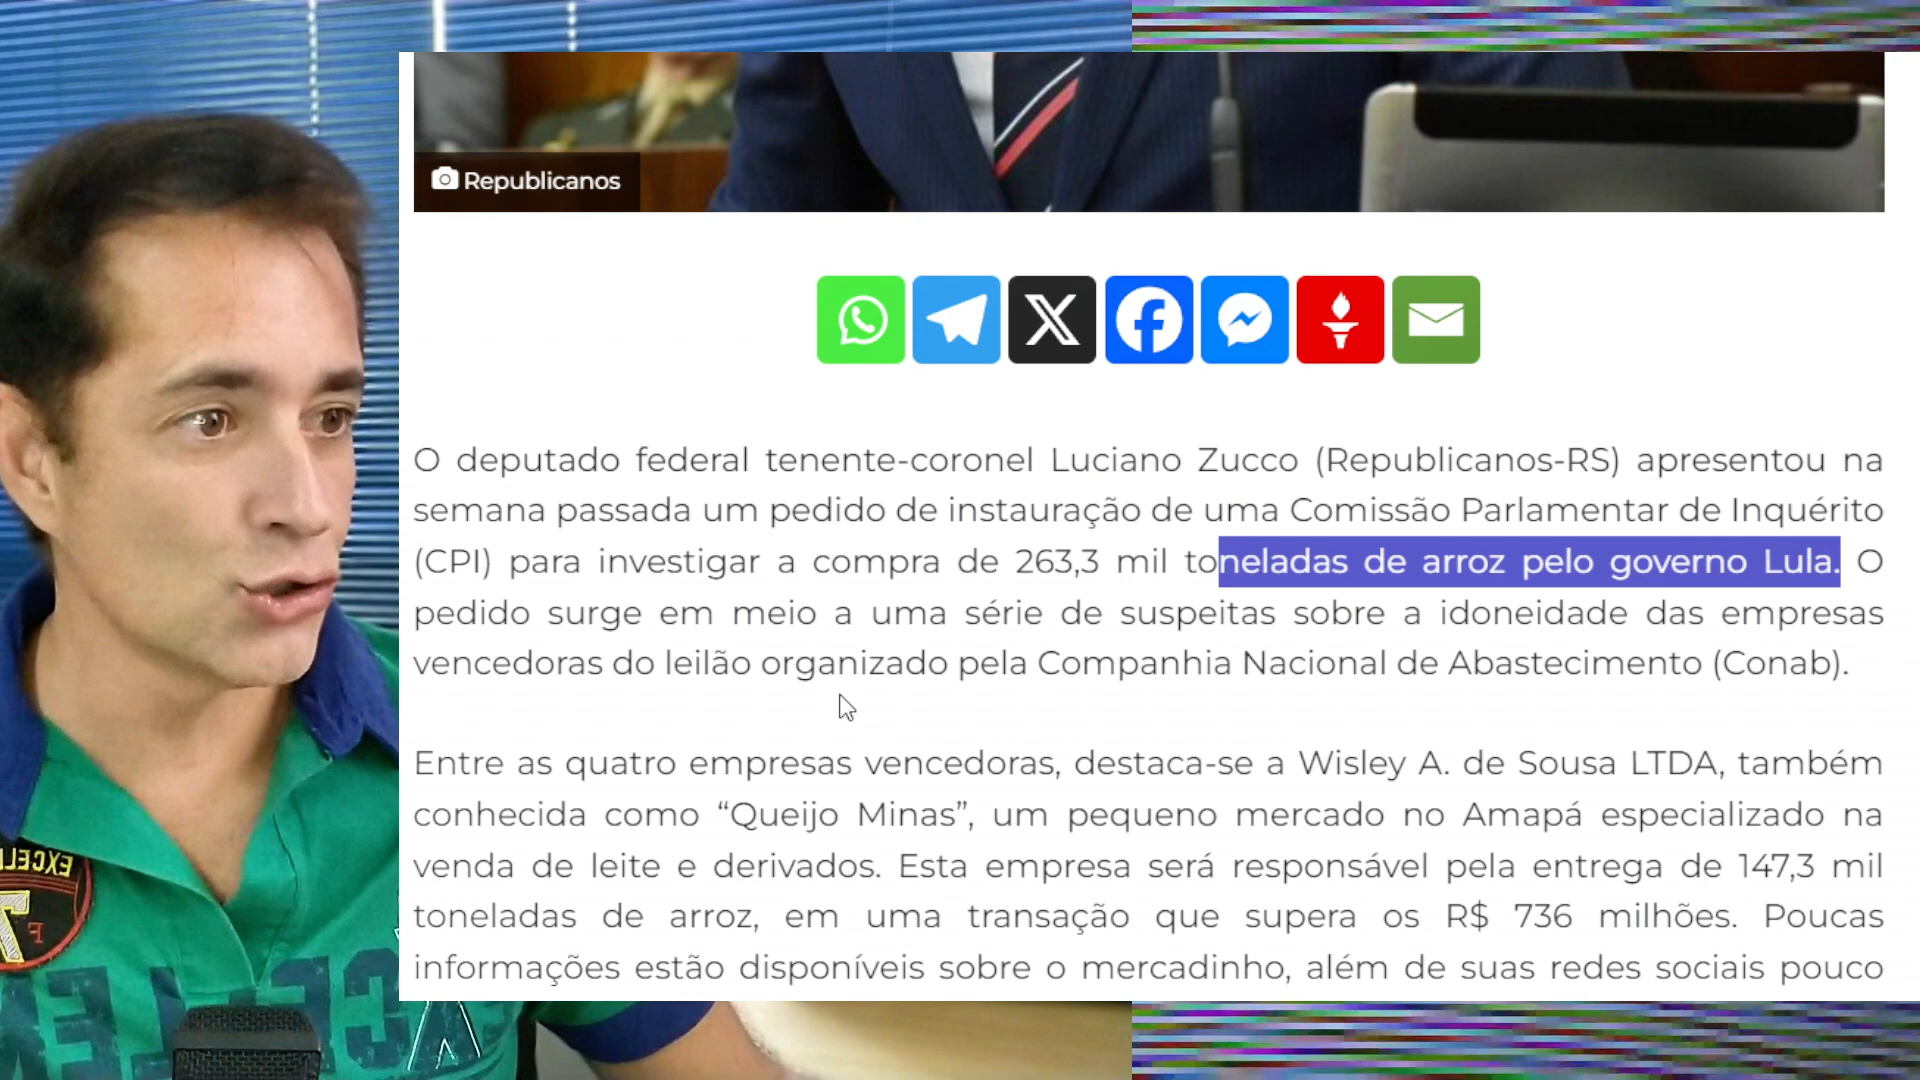 Republicanos
O deputado federal tenente-coronel Luciano Zucco (Republicanos-RS) apresentou na
semana passada um pedido de instauração de uma Comissão Parlamentar de Inquérito
(CPI) para investigar a compra de 263,3 mil toneladas de arroz pelo governo Lula. O
pedido surge em meio a uma série de suspeitas sobre a idoneidade das empresas
vencedoras do leilão organizado pela Companhia Nacional de Abastecimento (Conab).
Entre as quatro empresas vencedoras, destaca-se a Wisley A. de Sousa LTDA, também
conhecida como “Queijo Minas”, um pequeno mercado no Amapá especializado na
venda de leite e derivados. Esta empresa será responsável pela entrega de 147,3 mil
toneladas de arroz, em uma transação que supera os R$ 736 milhões. Poucas
informações estão disponíveis sobre o mercadinho, além de suas redes sociais pouco